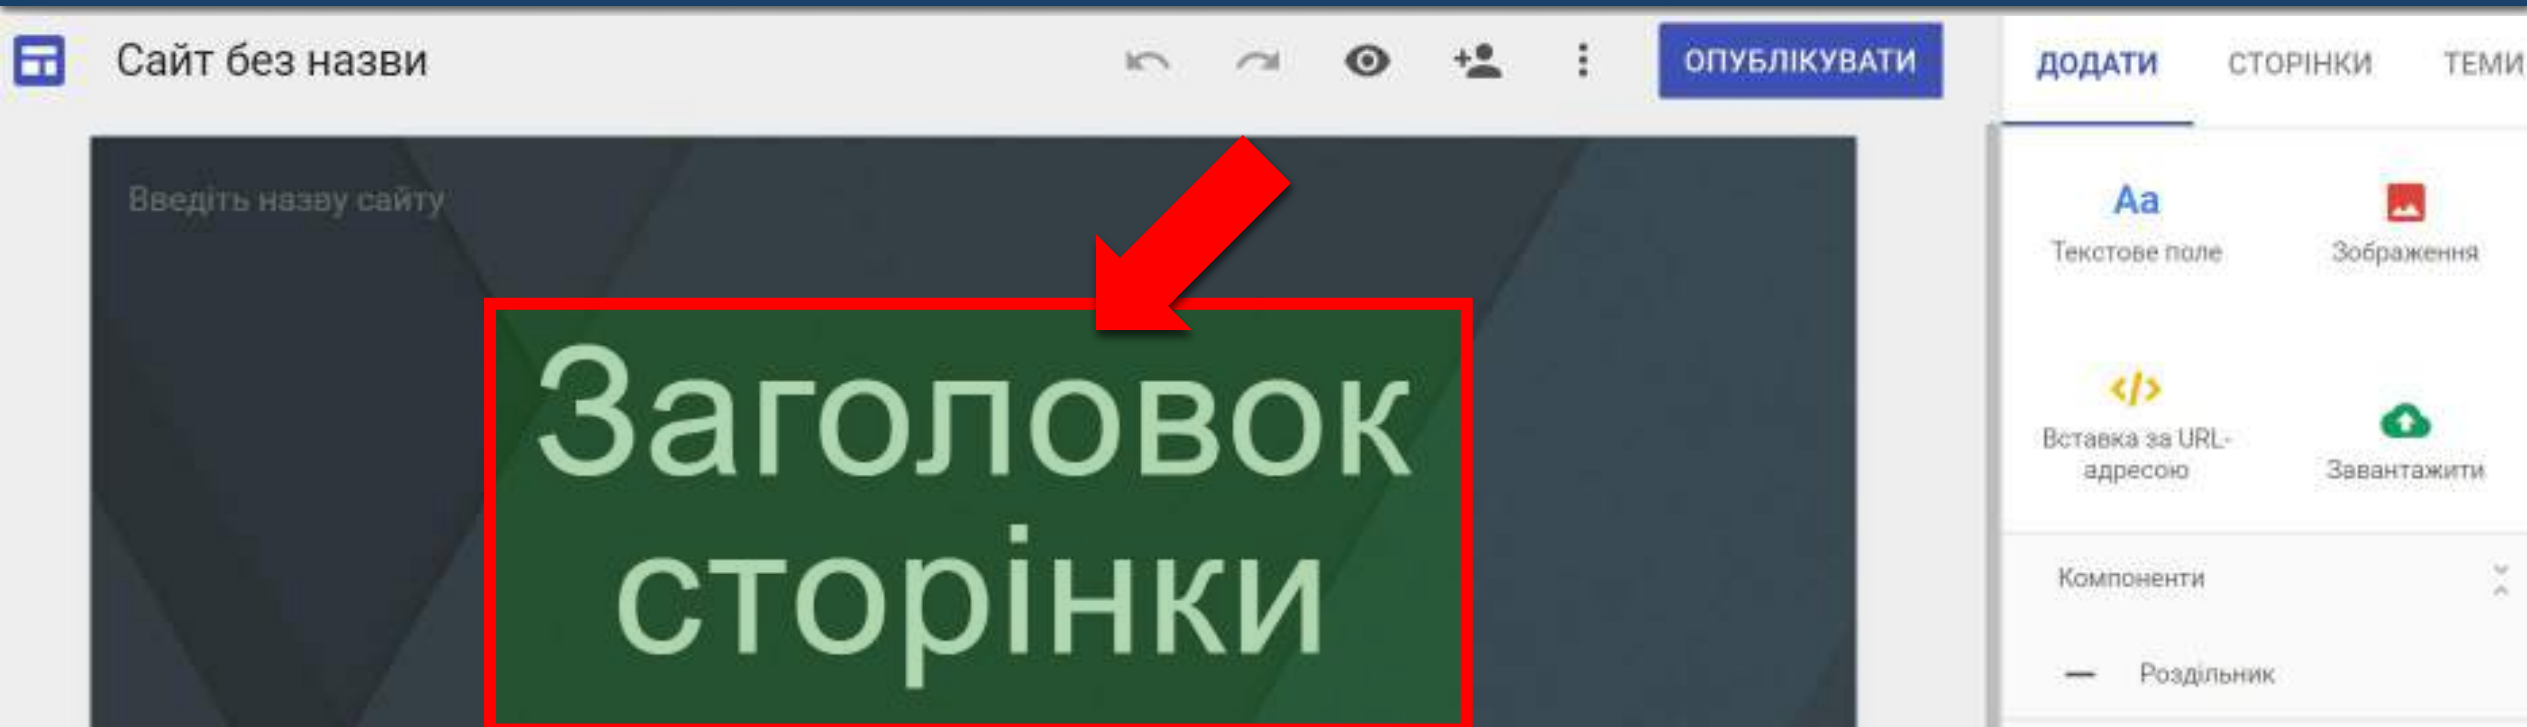 Сайт без назви
ОПУБЛІКУВАТИ
ДОДАТИ СТОРІНКИ ТЕМИ
Введіть назву сайту
Заголовок
сторінки
Aa
Текстове поле
Зображення
Вставка за URL-
адресою
Завантажити
Компоненти
Роздільник